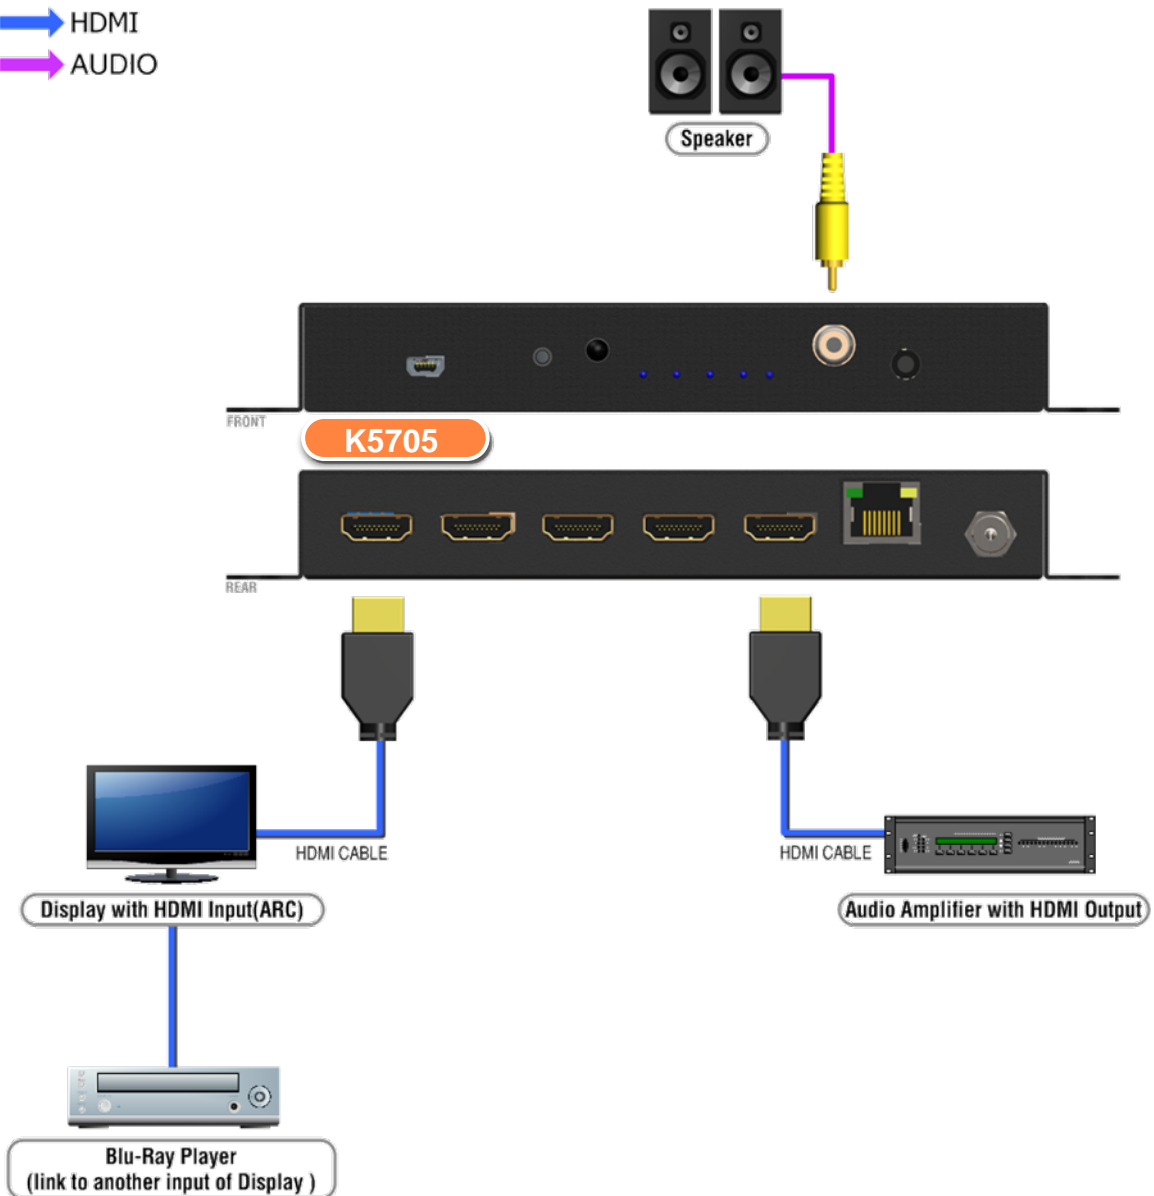 HDMI
AUDIO
Speaker
FRONT
K5705
REAR
HDMI CABLE
HDMI CABLE
Display with HDMI Input(ARC)
Audio Amplifier with HDMI Output
Blu-Ray Player
(link to another input of Display )